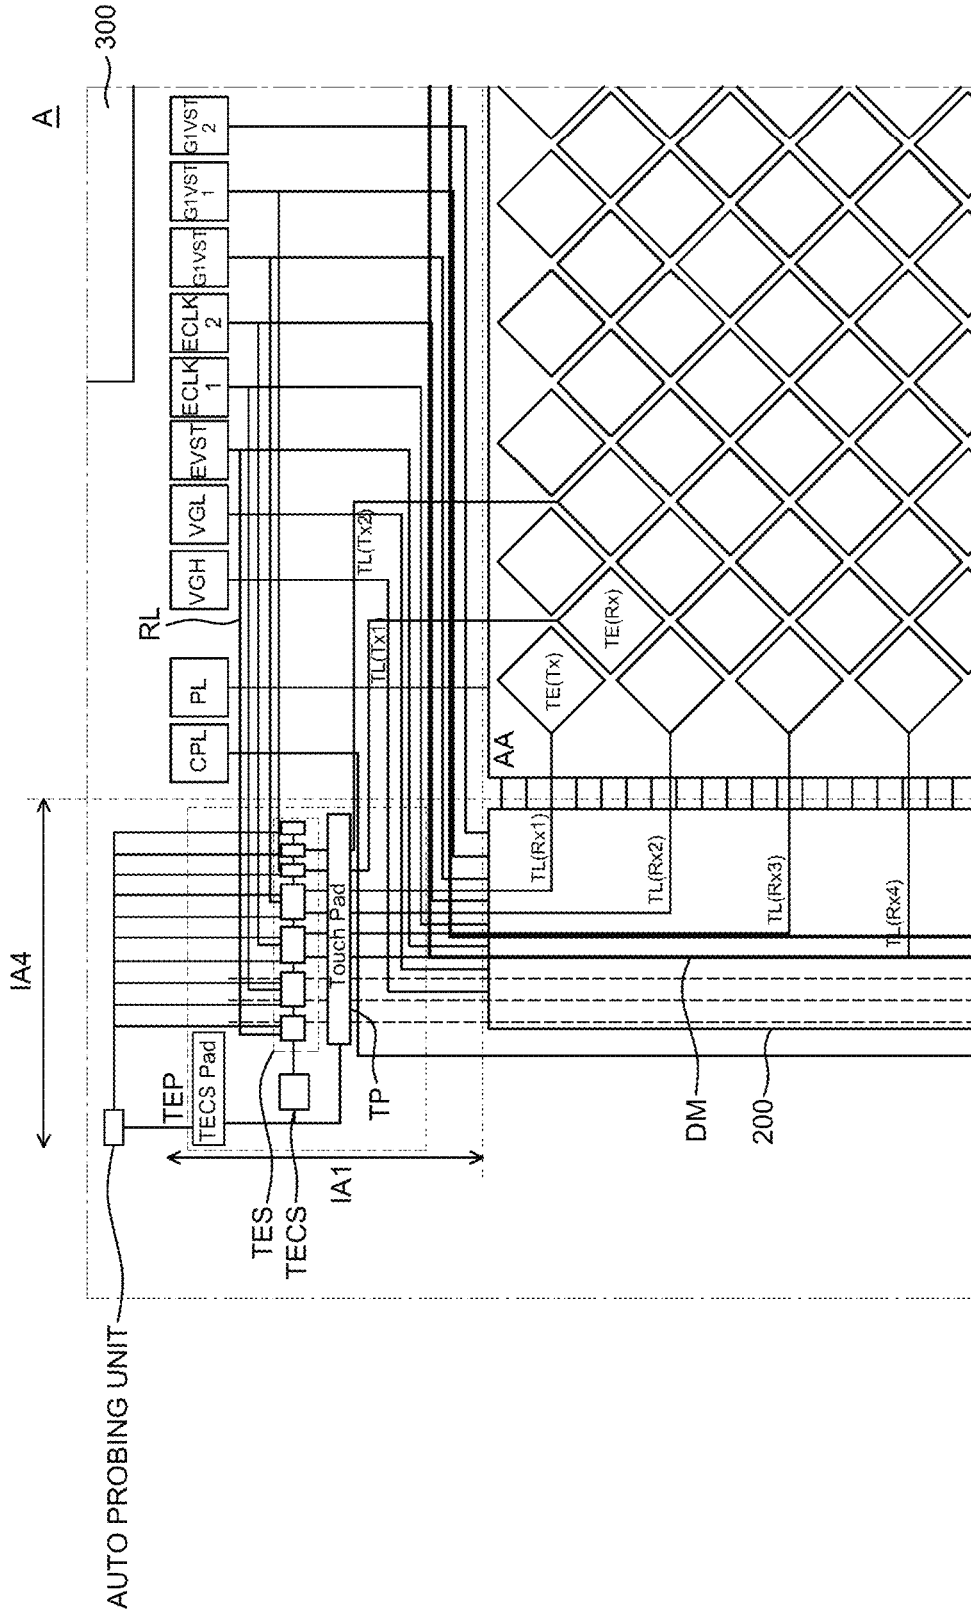 A
300
G1VST
2
G1VST
1
G1VST
ECLK
2
ECLK
1
EVST
VGL
VGH
RL
PL
CPL
TL(Tx2)
TL(Tx1)
TE(Rx)
TE(Tx)
AA
IA4
TL(Rx1)
TL(Rx2)
TL(Rx3)
TL(Rx4)
Touch Pad
TECS Pad
TEP
TP
IA1
TES
TECS
DM
200
AUTO PROBING UNIT